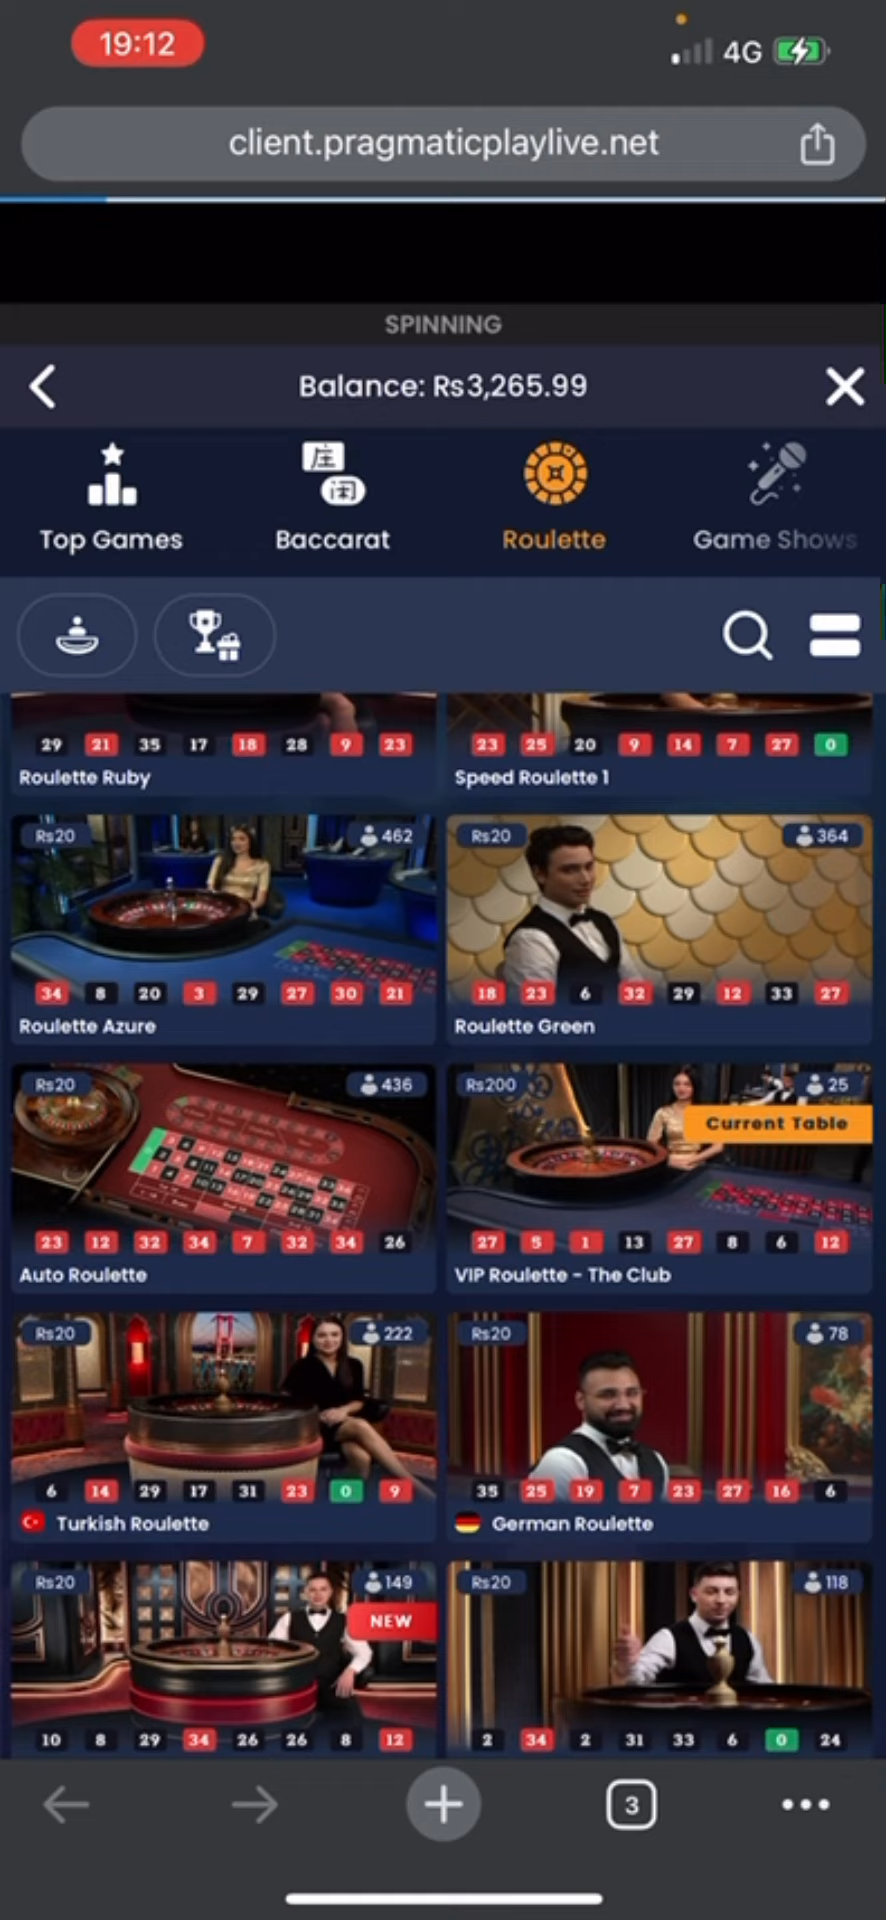 19:12
4G
client.pragmaticplaylive.net
SPINNING
Balance: Rs3,265.99
庄
闲
Top Games
Baccarat
Roulette
Game Shows
29 21 35 17 18 28 9 23
23 25 20 9 14 7 27 0
Roulette Ruby
Speed Roulette 1
Rs20
462
Rs20
364
34 8 20 3 29 27 30 21
18 23 6 32 29 12 33 27
Roulette Azure
Roulette Green
Rs20
436
Rs200
25
Current Table
23 12 32 34 7 32 34 26
27 5 1 13 27 8 6 12
Auto Roulette
VIP Roulette - The Club
Rs20
222
Rs20
78
6 14 29 17 31 23 0 9
35 25 19 7 23 27 16 6
Turkish Roulette
German Roulette
Rs20
149
Rs20
118
NEW
10 8 29 34 26 26 8 12
2 34 2 31 33 6 0 24
3